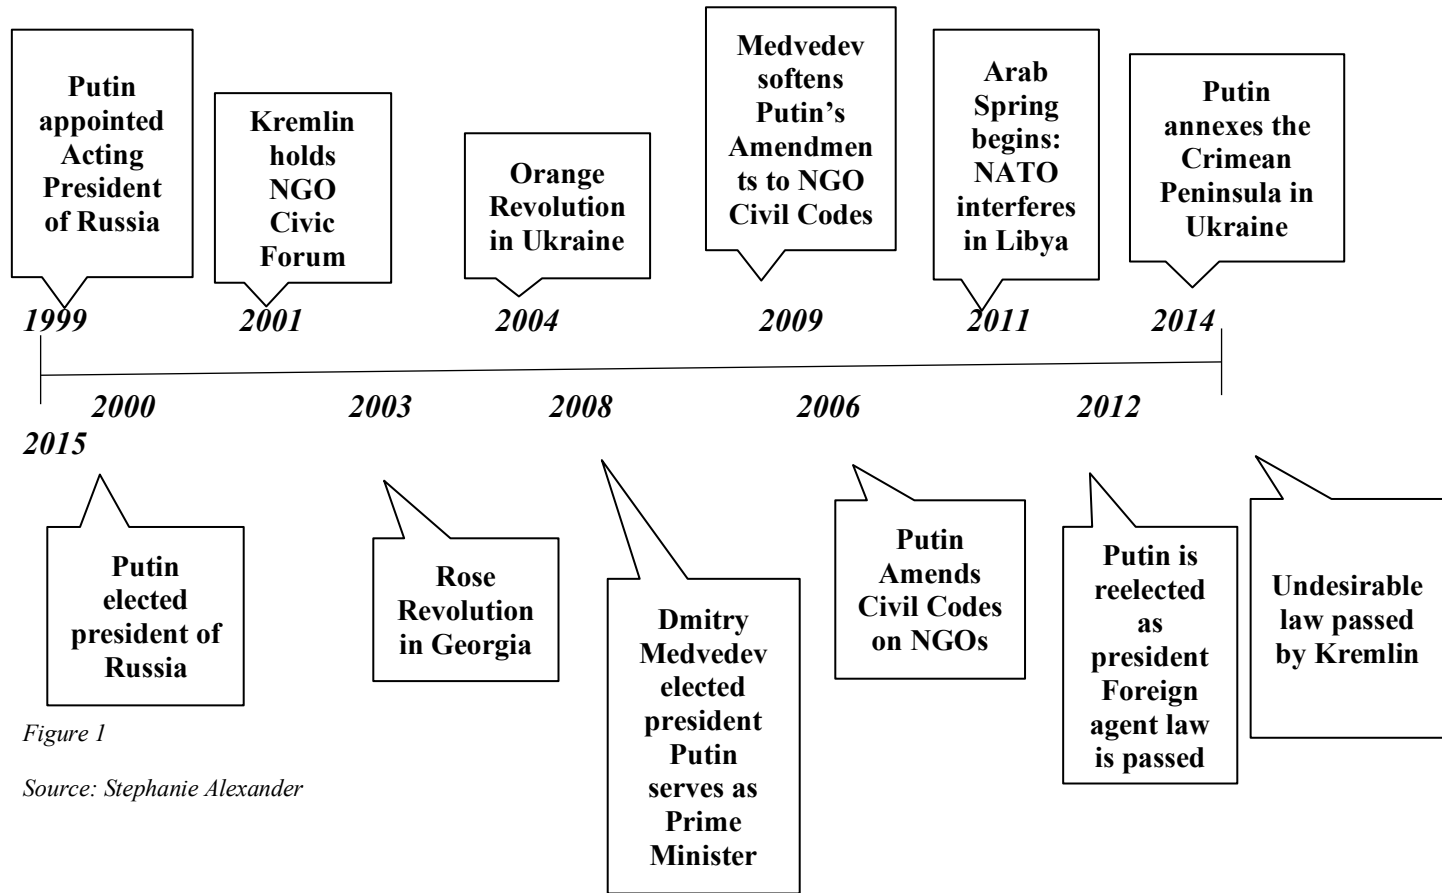 Putin
appointed
Acting
President
of Russia
Kremlin
holds
NGO
Civic
Forum
Orange
Revolution
in Ukraine
Medvedev
softens
Putin’s
Amendmen
ts to NGO
Civil Codes
Arab
Spring
begins:
NATO
interferes
in Libya
Putin
annexes the
Crimean
Peninsula in
Ukraine
1999 2001 2004 2009 2011 2014
2000 2003 2008 2006 2012
2015
Putin
elected
president of
Russia
Rose
Revolution
in Georgia
Dmitry
Medvedev
elected
president
Putin
serves as
Prime
Minister
Putin
Amends
Civil Codes
on NGOs
Putin is
reelected
as
president
Foreign
agent law
is passed
Undesirable
law passed
by Kremlin
Figure 1
Source: Stephanie Alexander